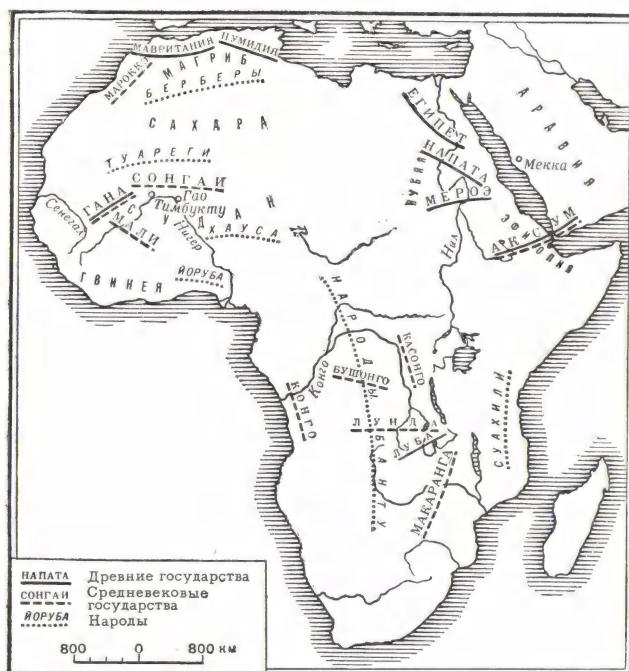 МАВРИТАНИЯ
НУМИДИЯ
МАРОККО
МАГРИБ
БЕРБЕРЫ
САХАРА
ЕГИПЕТ
АРАВИЯ
Мекка
ТУАРЕГИ
СОНГАИ
НАПАТА
НУБИЯ
МЕРОЭ
Гао
Тимбукту
ГАНА
Сенегал
МАЛИ
СУДАН
Нигер
ХАУСА
Нил
АКСУМ
ЭФИОПИЯ
ГВИНЕЯ
ЙОРУБА
НАРОДЫ БАНТУ
Конго
КАСОНГО
БУШОНГО
КОНГО
СУАХИЛИ
ЛУНДА
ЛУБА
МАКАРАНГА
НАПАТА Древние государства
СОНГАИ Средневековые
государства
ЙОРУБА Народы
800 0 800 км